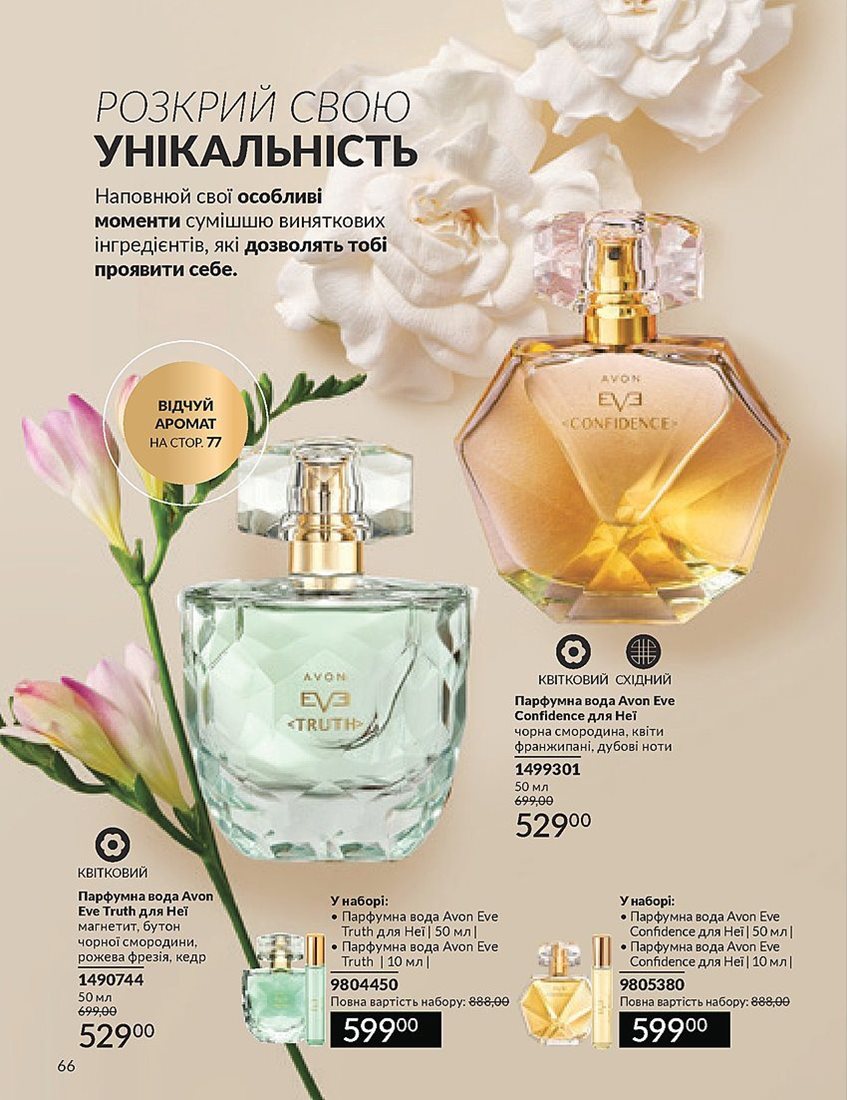 РОЗКРИЙ СВОЮ
УНІКАЛЬНІСТЬ
Наповнюй свої особливі
моменти сумішшю виняткових
інгредієнтів, які дозволять тобі
проявити себе.
ВІДЧУЙ
АРОМАТ
НА СТОР. 77
AVON
EVE
<CONFIDENCE>
AVON
EVE
<TRUTH>
КВІТКОВИЙ СХІДНИЙ
Парфумна вода Avon Eve
Confidence для Неї
чорна смородина, квіти
франжипані, дубові ноти
1499301
50 мл
699,00
529⁰⁰
КВІТКОВИЙ
Парфумна вода Avon
Eve Truth для Неї
магнетит, бутон
чорної смородини,
рожева фрезія, кедр
1490744
50 мл
699,00
529⁰⁰
У наборі:
• Парфумна вода Avon Eve
Truth для Неї | 50 мл |
• Парфумна вода Avon Eve
Truth | 10 мл |
9804450
Повна вартість набору: 888,00
599⁰⁰
У наборі:
• Парфумна вода Avon Eve
Confidence для Неї | 50 мл |
• Парфумна вода Avon Eve
Confidence для Неї | 10 мл |
9805380
Повна вартість набору: 888,00
599⁰⁰
66